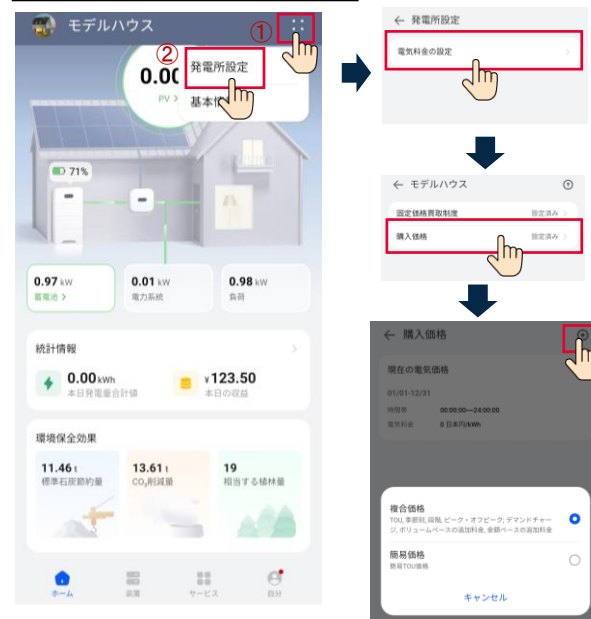 モデルハウス
①
②
発電所設定
基本情
0.00
PV >
71%
0.97 kW
蓄電池 >
0.01 kW
電力系統
0.98 kW
負荷
統計情報
0.00 kWh
本日発電量合計値
¥123.50
本日の収益
環境保全効果
11.46 t
標準石炭節約量
13.61 t
CO₂削減量
19
相当する植林量
ホーム
装置
サービス
自分
← 発電所設定
電気料金の設定
← モデルハウス
固定価格買取制度
設定済み >
購入価格
設定済み >
← 購入価格
現在の電気価格
01/01-12/31
時間帯 00:00:00—24:00:00
電気料金 0 日本円/kWh
複合価格
TOU, 季節別, 段階, ピーク・オフピーク; デマンドチャー
ジ, ボリュームベースの追加料金, 金額ベースの追加料金
簡易価格
簡易TOU価格
キャンセル